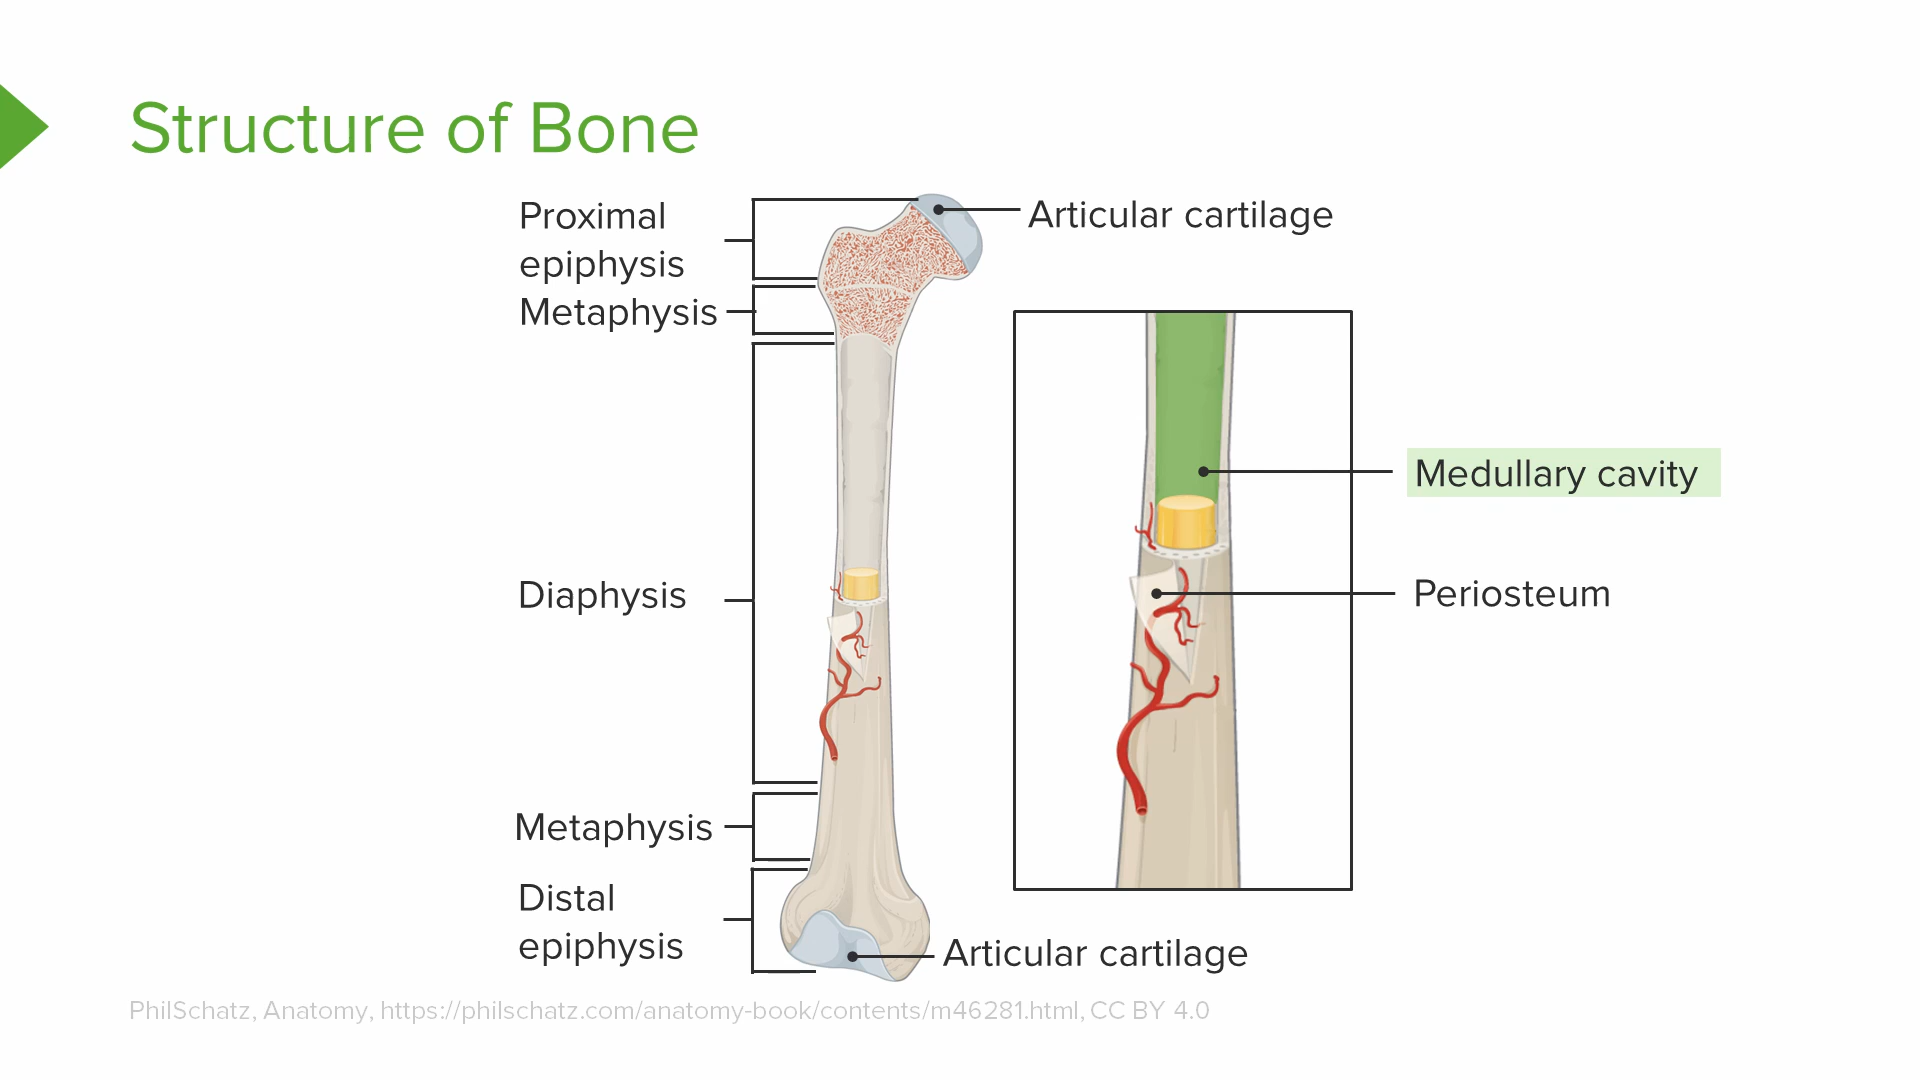 Structure of Bone
Proximal
epiphysis
Articular cartilage
Metaphysis
Medullary cavity
Diaphysis
Periosteum
Metaphysis
Distal
epiphysis
Articular cartilage
PhilSchatz, Anatomy, https://philschatz.com/anatomy-book/contents/m46281.html, CC BY 4.0